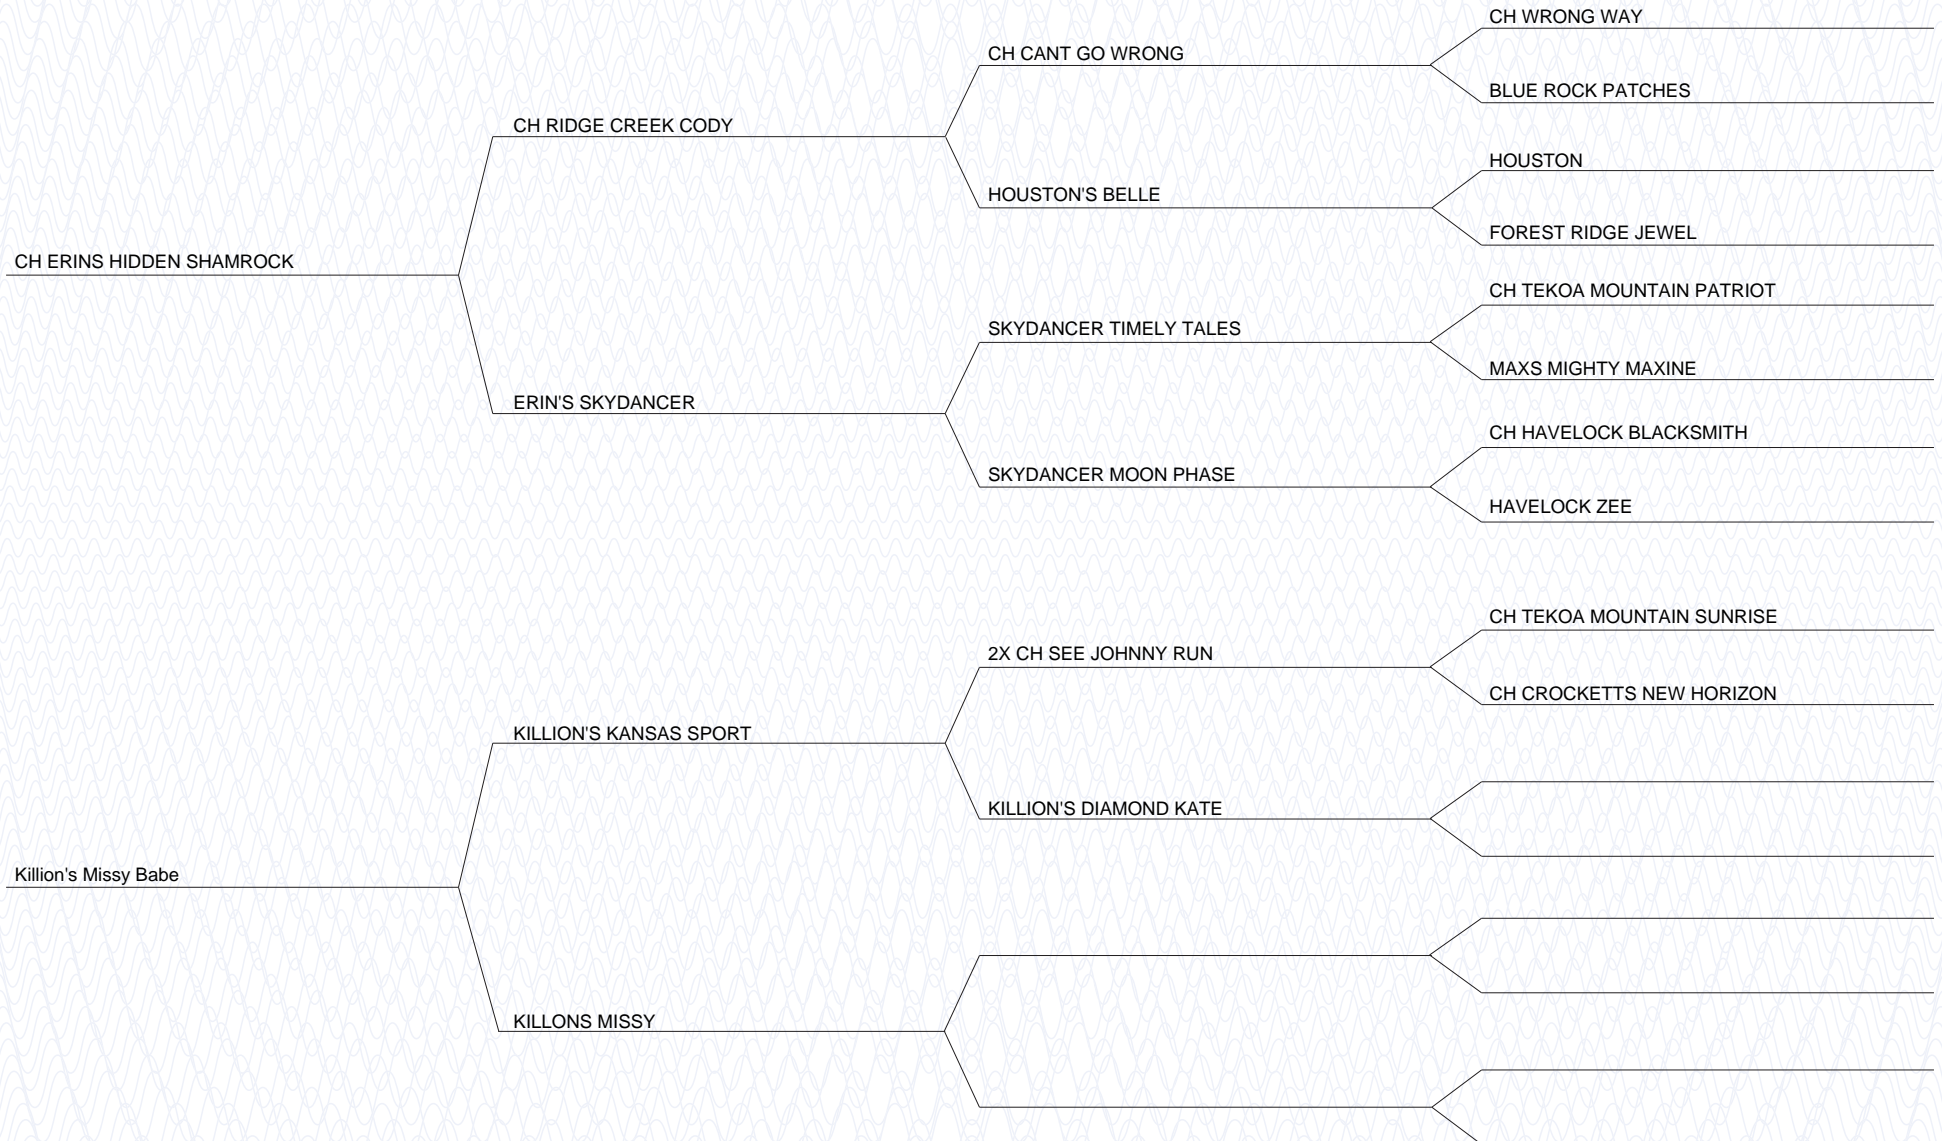 CH WRONG WAY
CH CANT GO WRONG
BLUE ROCK PATCHES
CH RIDGE CREEK CODY
HOUSTON
HOUSTON'S BELLE
FOREST RIDGE JEWEL
CH ERINS HIDDEN SHAMROCK
CH TEKOA MOUNTAIN PATRIOT
SKYDANCER TIMELY TALES
MAXS MIGHTY MAXINE
ERIN'S SKYDANCER
CH HAVELOCK BLACKSMITH
SKYDANCER MOON PHASE
HAVELOCK ZEE
CH TEKOA MOUNTAIN SUNRISE
2X CH SEE JOHNNY RUN
CH CROCKETTS NEW HORIZON
KILLION'S KANSAS SPORT
KILLION'S DIAMOND KATE
Killion's Missy Babe
KILLONS MISSY